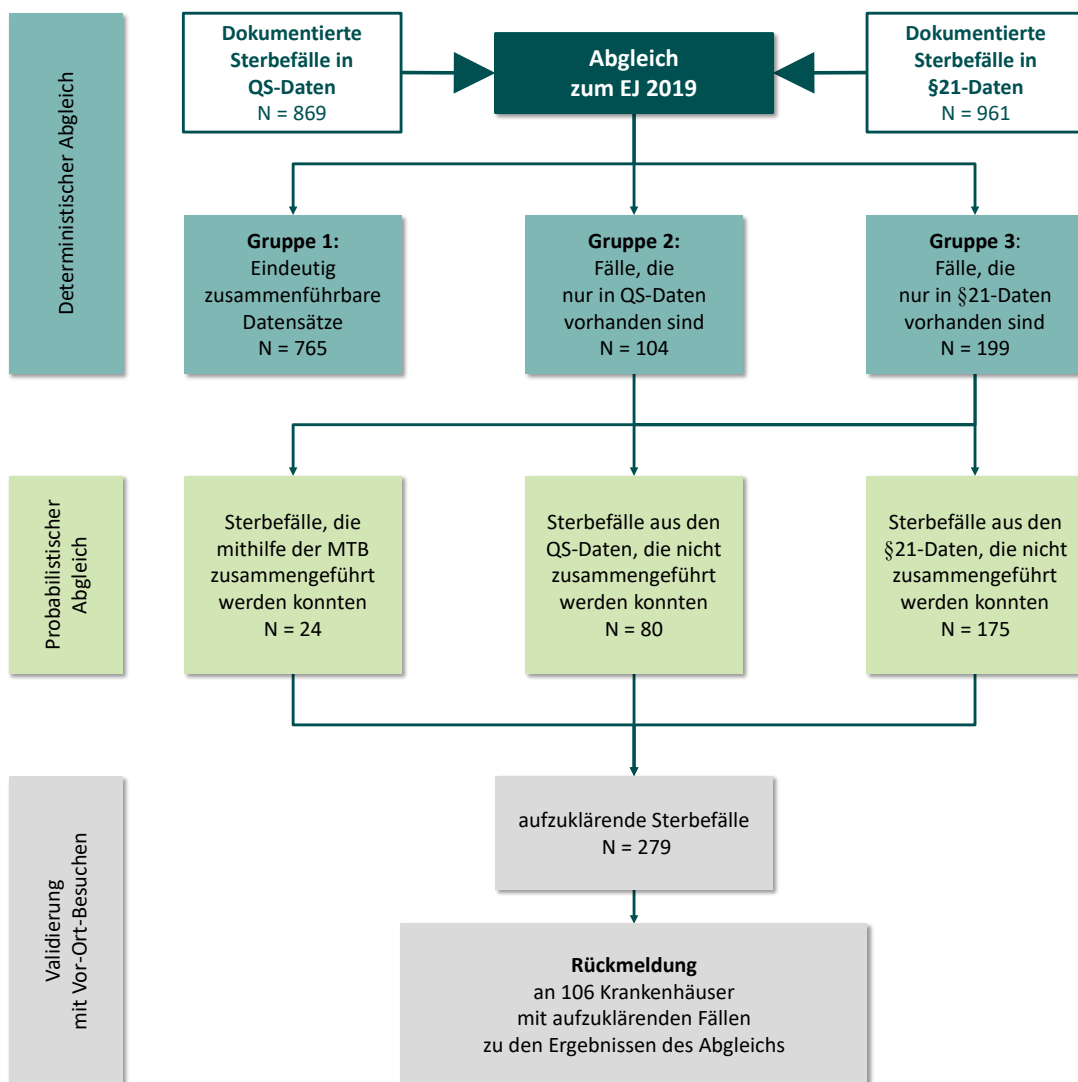 Deterministischer Abgleich
Dokumentierte
Sterbefälle in
QS-Daten
N = 869
Abgleich
zum EJ 2019
Dokumentierte
Sterbefälle in
§21-Daten
N = 961
Gruppe 1:
Eindeutig
zusammenführbare
Datensätze
N = 765
Gruppe 2:
Fälle, die
nur in QS-Daten
vorhanden sind
N = 104
Gruppe 3:
Fälle, die
nur in §21-Daten
vorhanden sind
N = 199
Probabilistischer
Abgleich
Sterbefälle, die
mithilfe der MTB
zusammengeführt
werden konnten
N = 24
Sterbefälle aus den
QS-Daten, die nicht
zusammengeführt
werden konnten
N = 80
Sterbefälle aus den
§21-Daten, die nicht
zusammengeführt
werden konnten
N = 175
Validierung
mit Vor-Ort-Besuchen
aufzuklärende Sterbefälle
N = 279
Rückmeldung
an 106 Krankenhäuser
mit aufzuklärenden Fällen
zu den Ergebnissen des Abgleichs